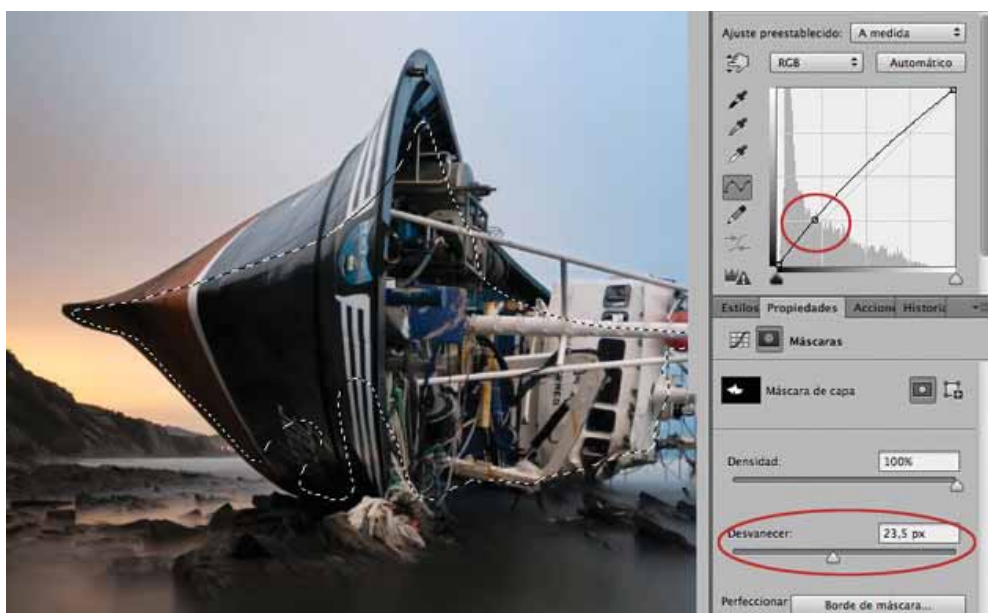 Ajuste preestablecido: A medida
RGB Automático
Estilos Propiedades Accion Histori
Máscaras
Máscara de capa
Densidad: 100%
Desvanecer: 23,5 px
Perfeccionar Borde de máscara...